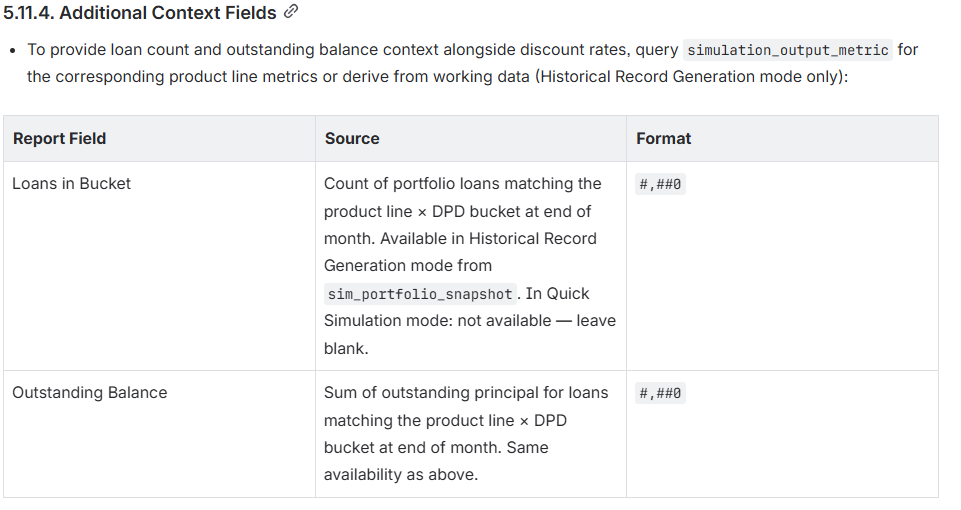 5.11.4. Additional Context Fields
• To provide loan count and outstanding balance context alongside discount rates, query simulation_output_metric for
the corresponding product line metrics or derive from working data (Historical Record Generation mode only):
Report Field
Source
Format
Loans in Bucket
Count of portfolio loans matching the
product line × DPD bucket at end of
month. Available in Historical Record
Generation mode from
sim_portfolio_snapshot. In Quick
Simulation mode: not available — leave
blank.
#,##0
Outstanding Balance
Sum of outstanding principal for loans
matching the product line × DPD
bucket at end of month. Same
availability as above.
#,##0